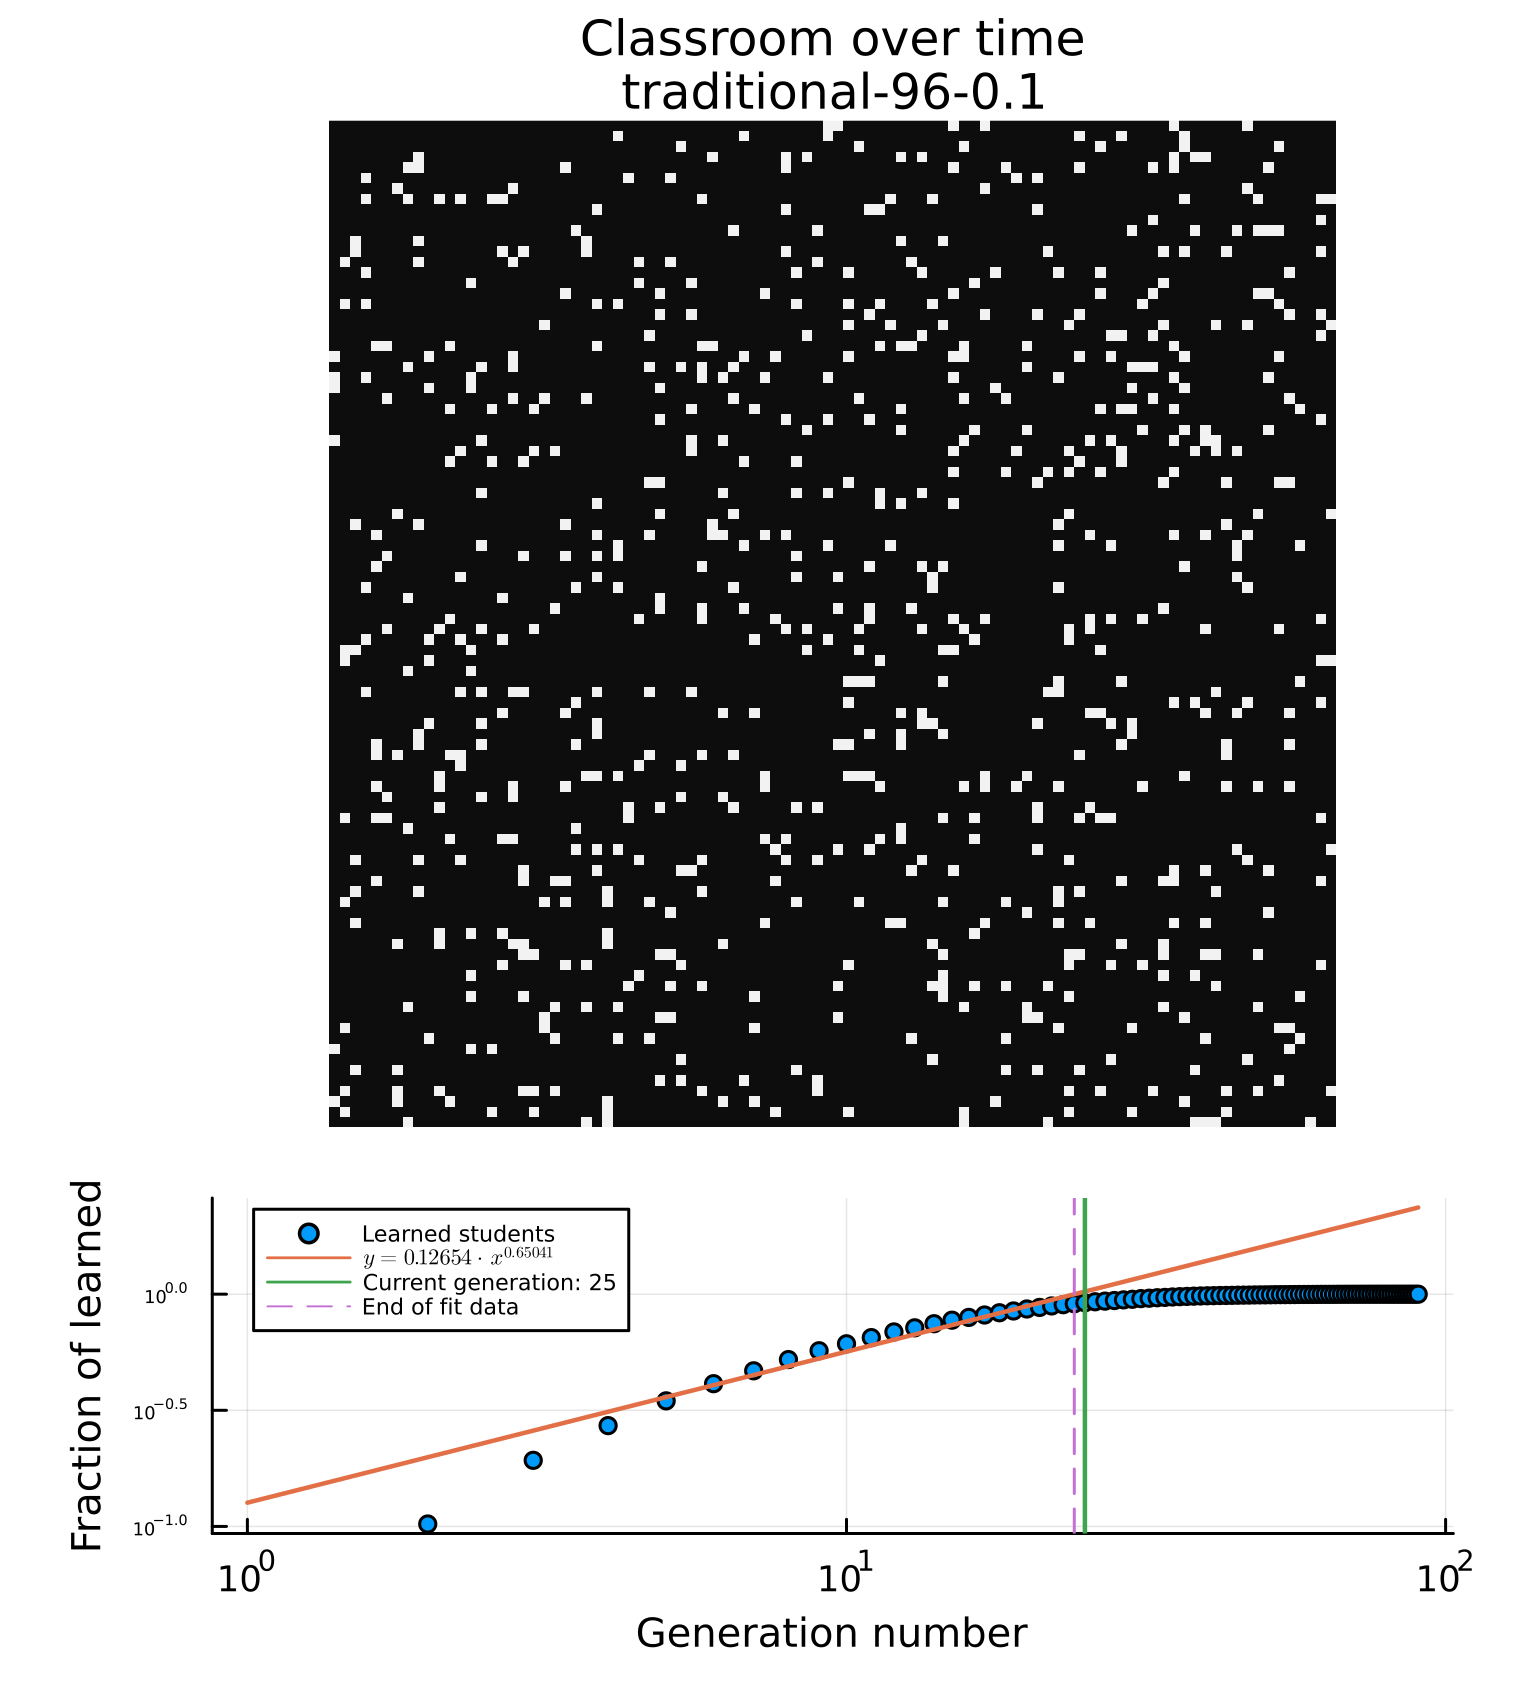 Classroom over time
traditional-96-0.1
Fraction of learned
Learned students
y = 0.12654 · x^0.65041
Current generation: 25
End of fit data
10^0.0
10^-0.5
10^-1.0
10^0 10^1 10^2
Generation number